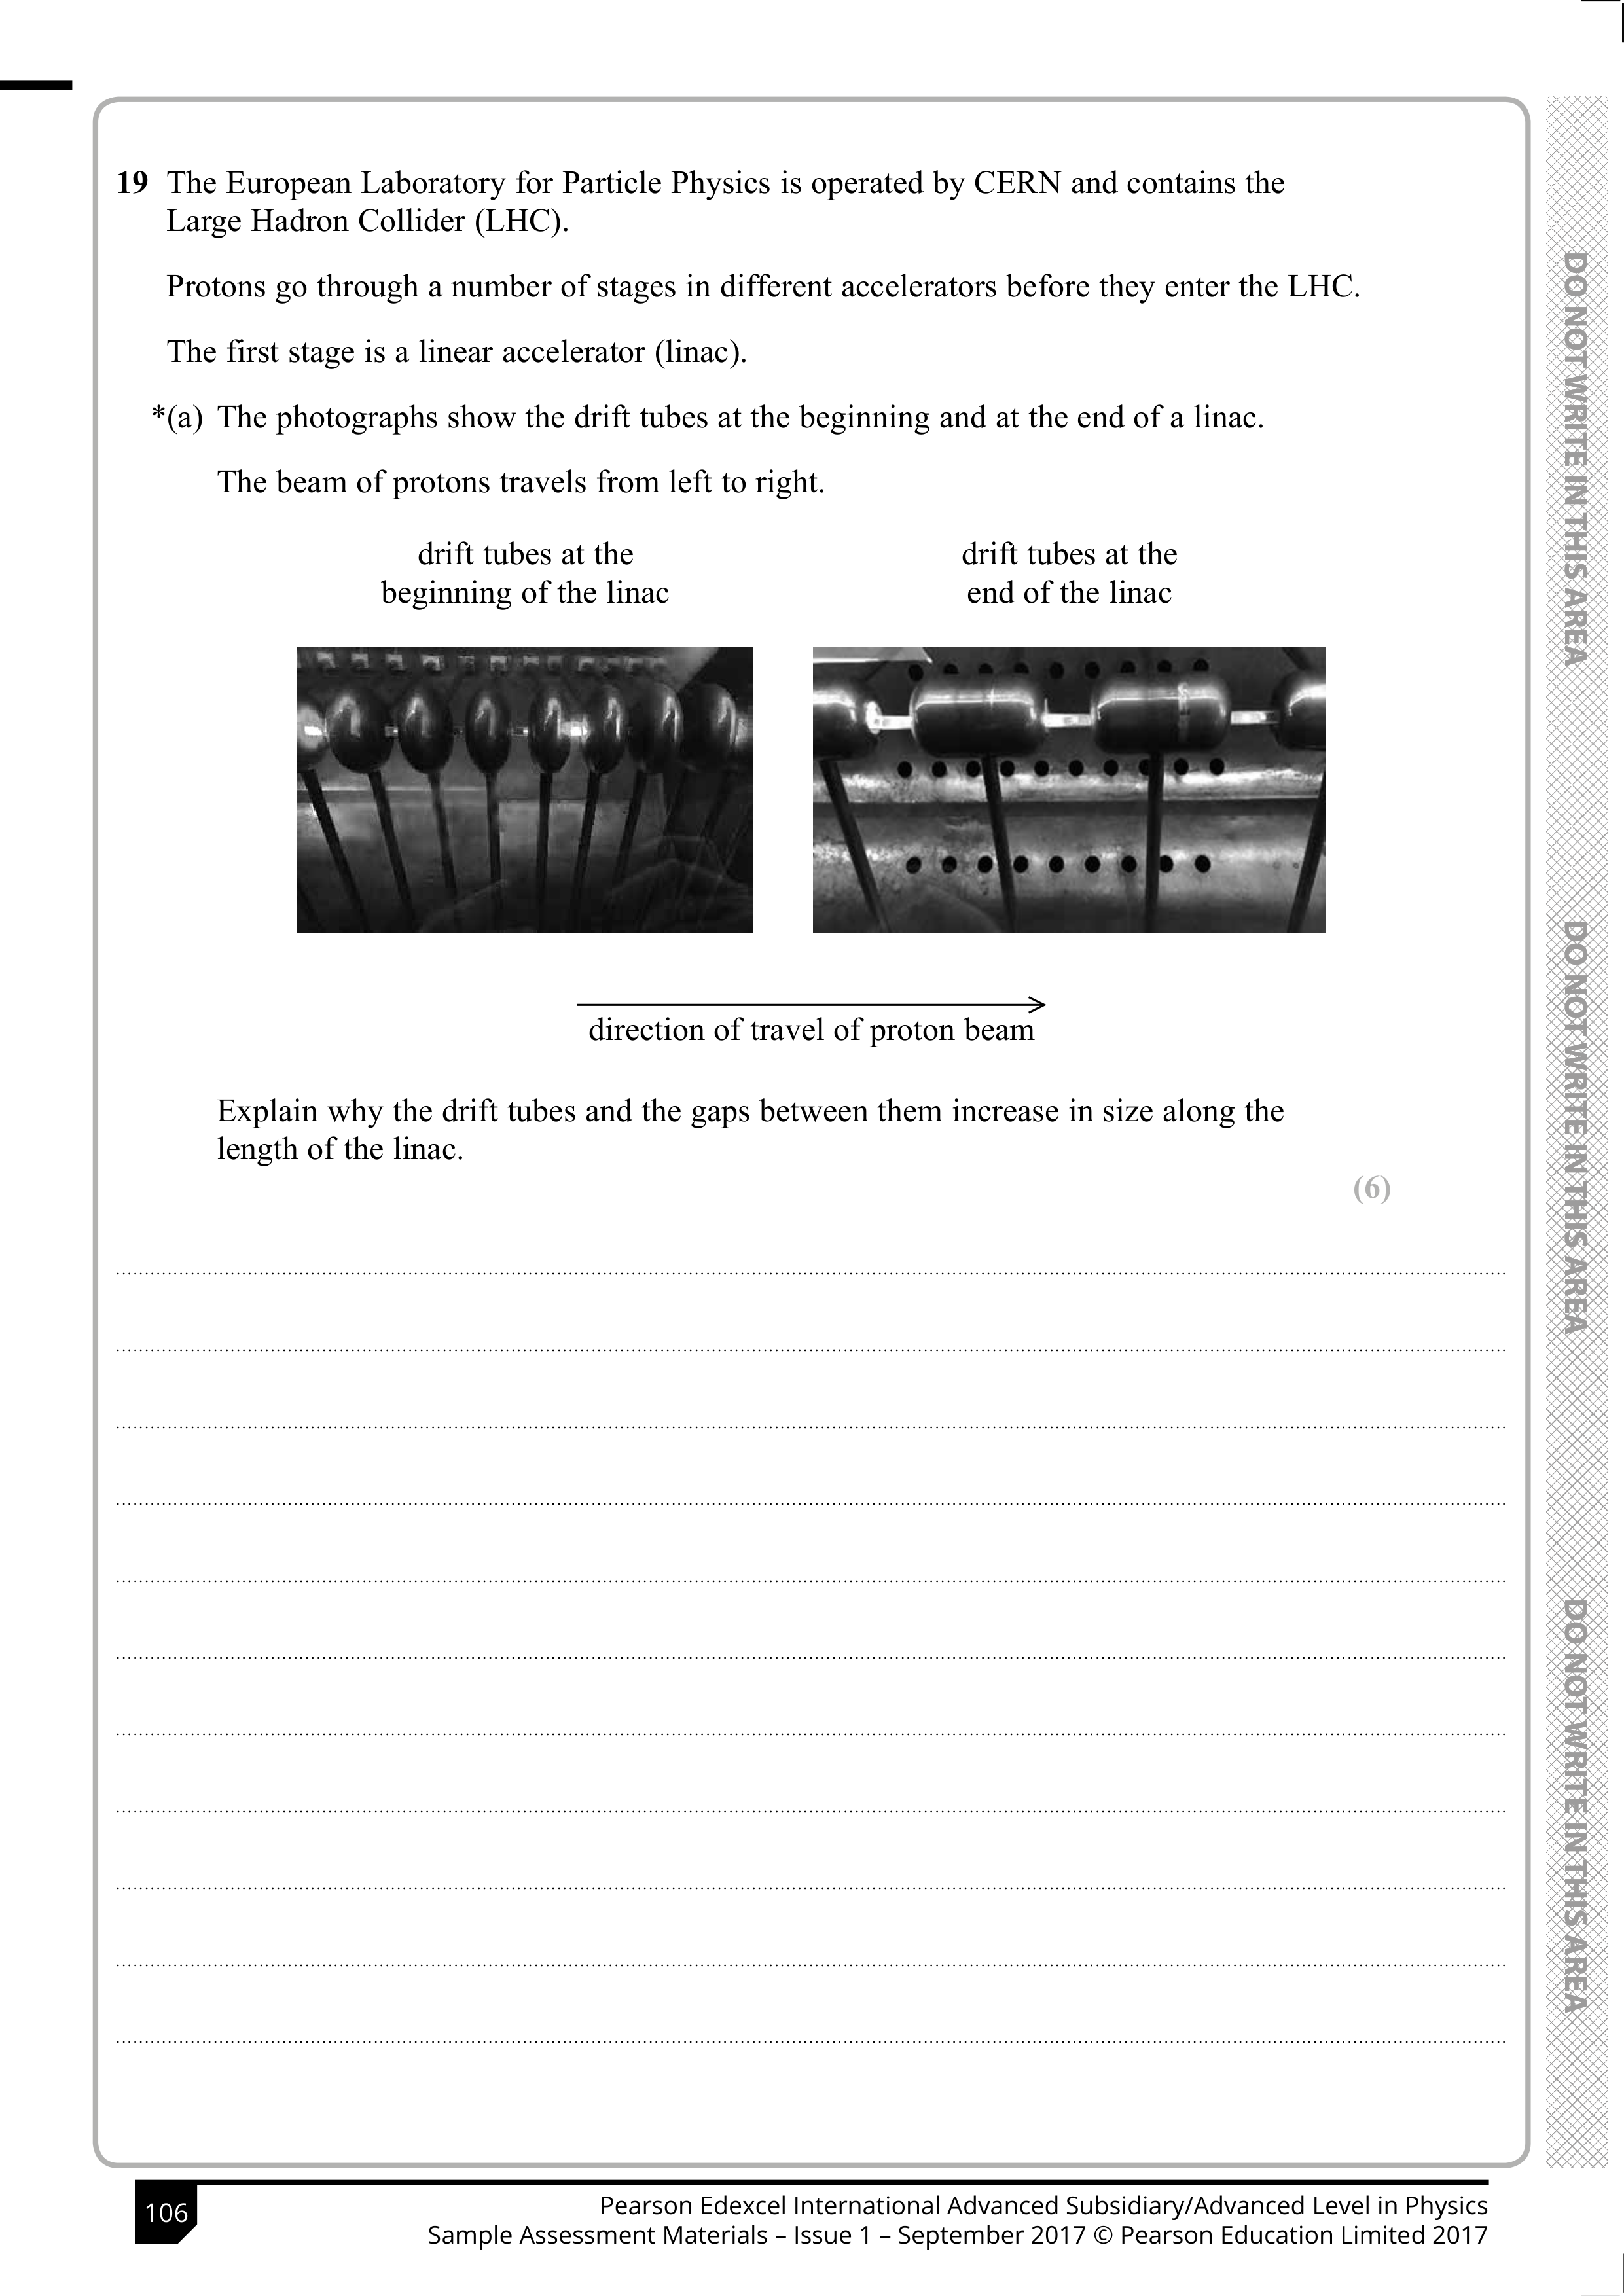 19 The European Laboratory for Particle Physics is operated by CERN and contains the
Large Hadron Collider (LHC).
Protons go through a number of stages in different accelerators before they enter the LHC.
The first stage is a linear accelerator (linac).
*(a) The photographs show the drift tubes at the beginning and at the end of a linac.
The beam of protons travels from left to right.
drift tubes at the
beginning of the linac
drift tubes at the
end of the linac
direction of travel of proton beam
Explain why the drift tubes and the gaps between them increase in size along the
length of the linac.
(6)
DO NOT WRITE IN THIS AREA
DO NOT WRITE IN THIS AREA
DO NOT WRITE IN THIS AREA
106
Pearson Edexcel International Advanced Subsidiary/Advanced Level in Physics
Sample Assessment Materials – Issue 1 – September 2017 © Pearson Education Limited 2017